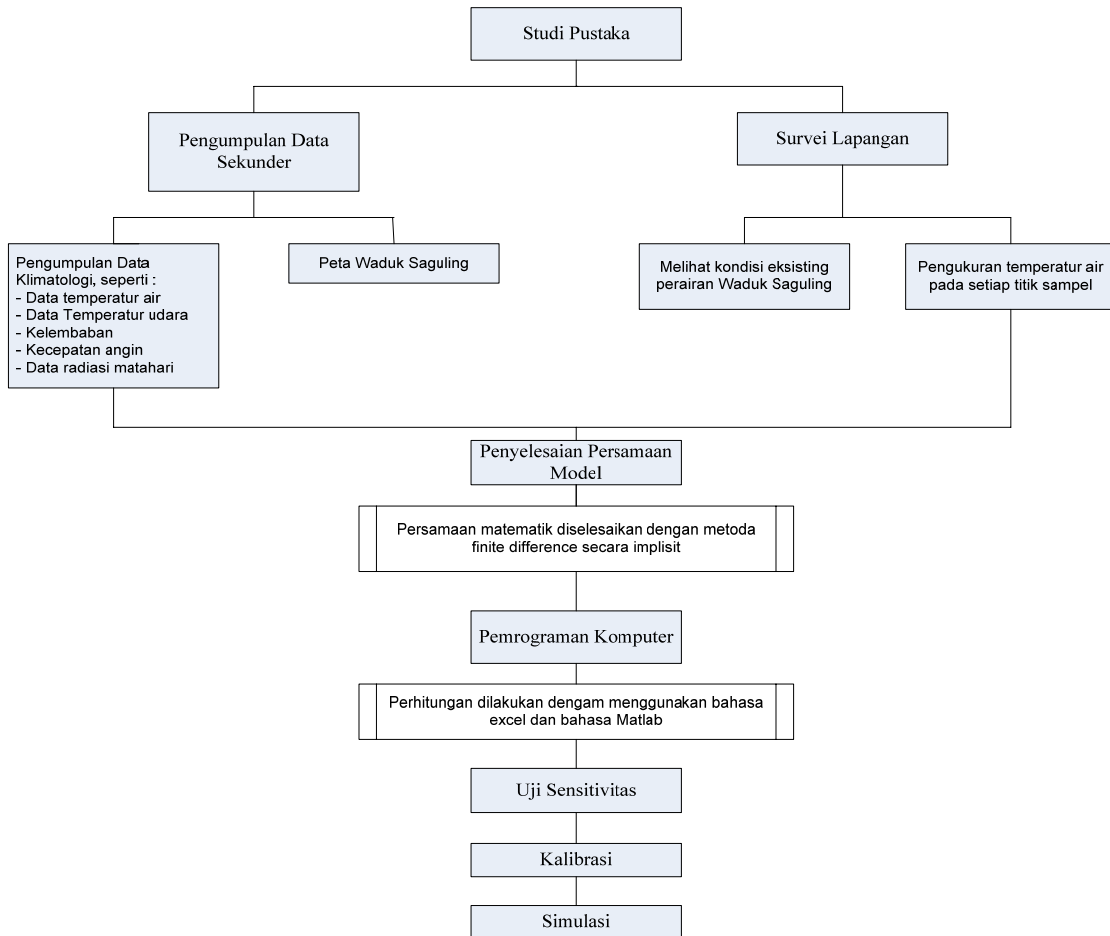 Studi Pustaka
Pengumpulan Data
Sekunder
Survei Lapangan
Pengumpulan Data
Klimatologi, seperti :
- Data temperatur air
- Data Temperatur udara
- Kelembaban
- Kecepatan angin
- Data radiasi matahari
Peta Waduk Saguling
Melihat kondisi eksisting
perairan Waduk Saguling
Pengukuran temperatur air
pada setiap titik sampel
Penyelesaian Persamaan
Model
Persamaan matematik diselesaikan dengan metoda
finite difference secara implisit
Pemrograman Komputer
Perhitungan dilakukan dengam menggunakan bahasa
excel dan bahasa Matlab
Uji Sensitivitas
Kalibrasi
Simulasi